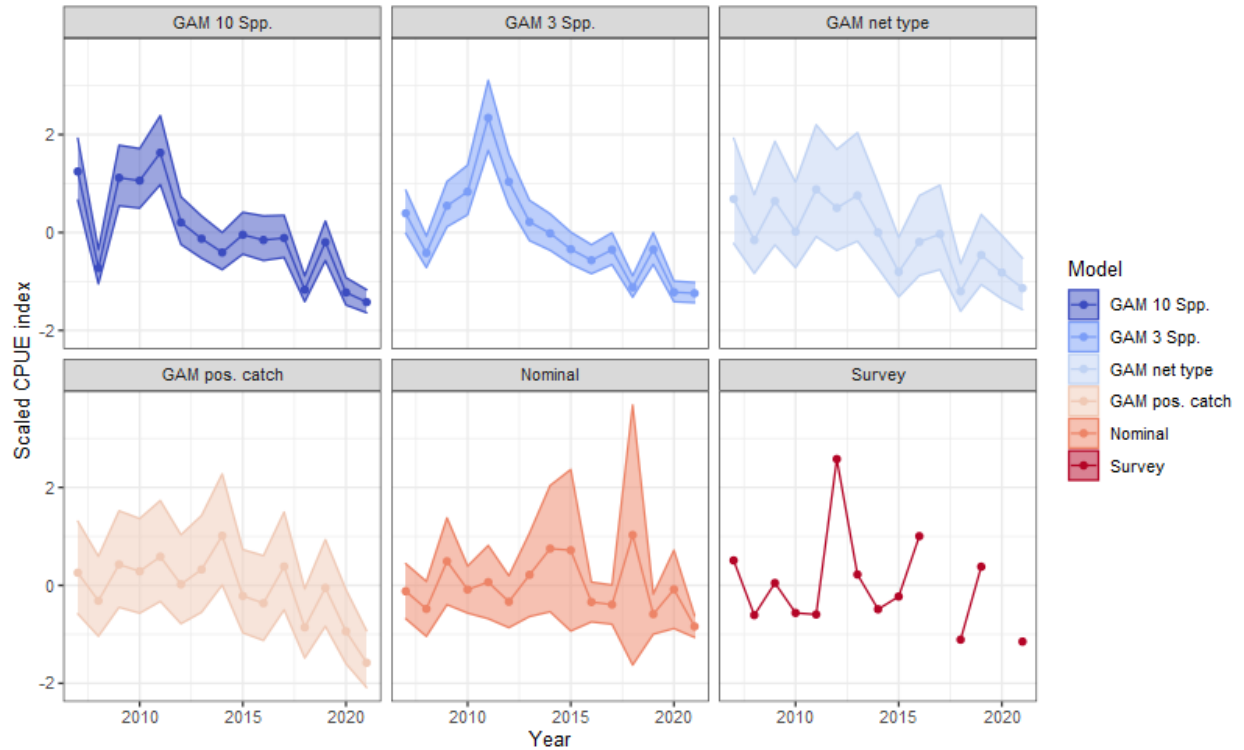 GAM 10 Spp.
GAM 3 Spp.
GAM net type
2
0
-2
GAM pos. catch
Nominal
Survey
2
0
-2
2010
2015
2020
2010
2015
2020
2010
2015
2020
Year
Scaled CPUE index
Model
GAM 10 Spp.
GAM 3 Spp.
GAM net type
GAM pos. catch
Nominal
Survey